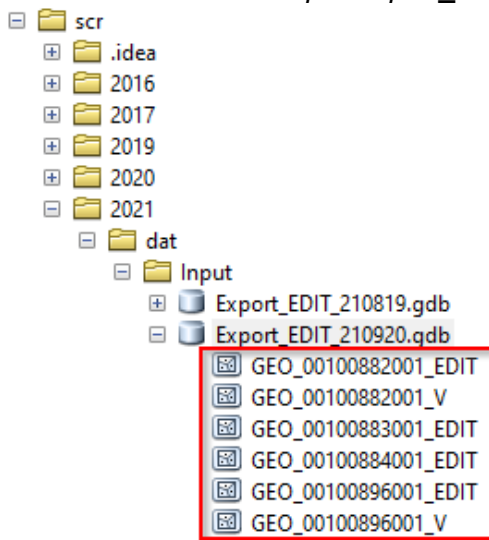 scr
.idea
2016
2017
2019
2020
2021
dat
Input
Export_EDIT_210819.gdb
Export_EDIT_210920.gdb
GEO_00100882001_EDIT
GEO_00100882001_V
GEO_00100883001_EDIT
GEO_00100884001_EDIT
GEO_00100896001_EDIT
GEO_00100896001_V